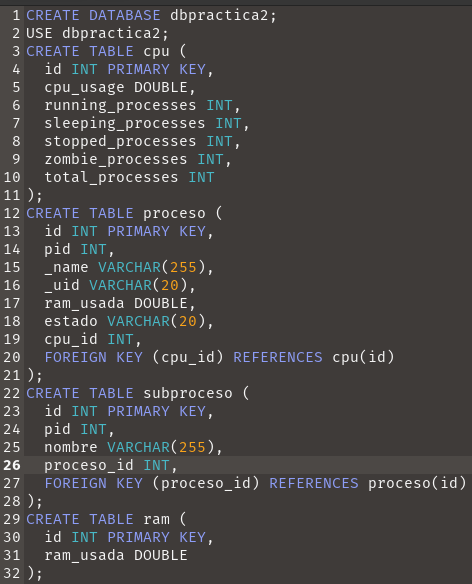 1 CREATE DATABASE dbpractica2;
2 USE dbpractica2;
3 CREATE TABLE cpu (
4   id INT PRIMARY KEY,
5   cpu_usage DOUBLE,
6   running_processes INT,
7   sleeping_processes INT,
8   stopped_processes INT,
9   zombie_processes INT,
10   total_processes INT
11 );
12 CREATE TABLE proceso (
13   id INT PRIMARY KEY,
14   pid INT,
15   _name VARCHAR(255),
16   _uid VARCHAR(20),
17   ram_usada DOUBLE,
18   estado VARCHAR(20),
19   cpu_id INT,
20   FOREIGN KEY (cpu_id) REFERENCES cpu(id)
21 );
22 CREATE TABLE subproceso (
23   id INT PRIMARY KEY,
24   pid INT,
25   nombre VARCHAR(255),
26   proceso_id INT,
27   FOREIGN KEY (proceso_id) REFERENCES proceso(id)
28 );
29 CREATE TABLE ram (
30   id INT PRIMARY KEY,
31   ram_usada DOUBLE
32 );